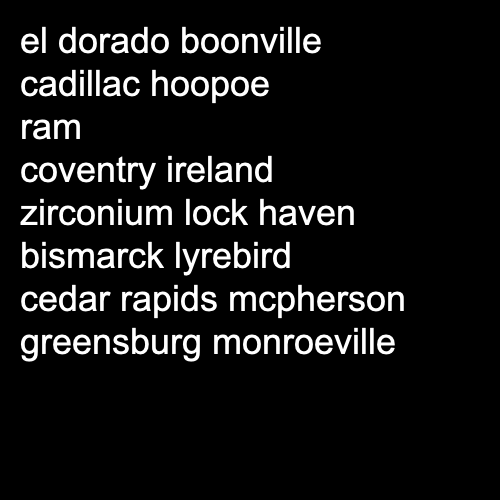 el dorado boonville
cadillac hoopoe
ram
coventry ireland
zirconium lock haven
bismarck lyrebird
cedar rapids mcpherson
greensburg monroeville